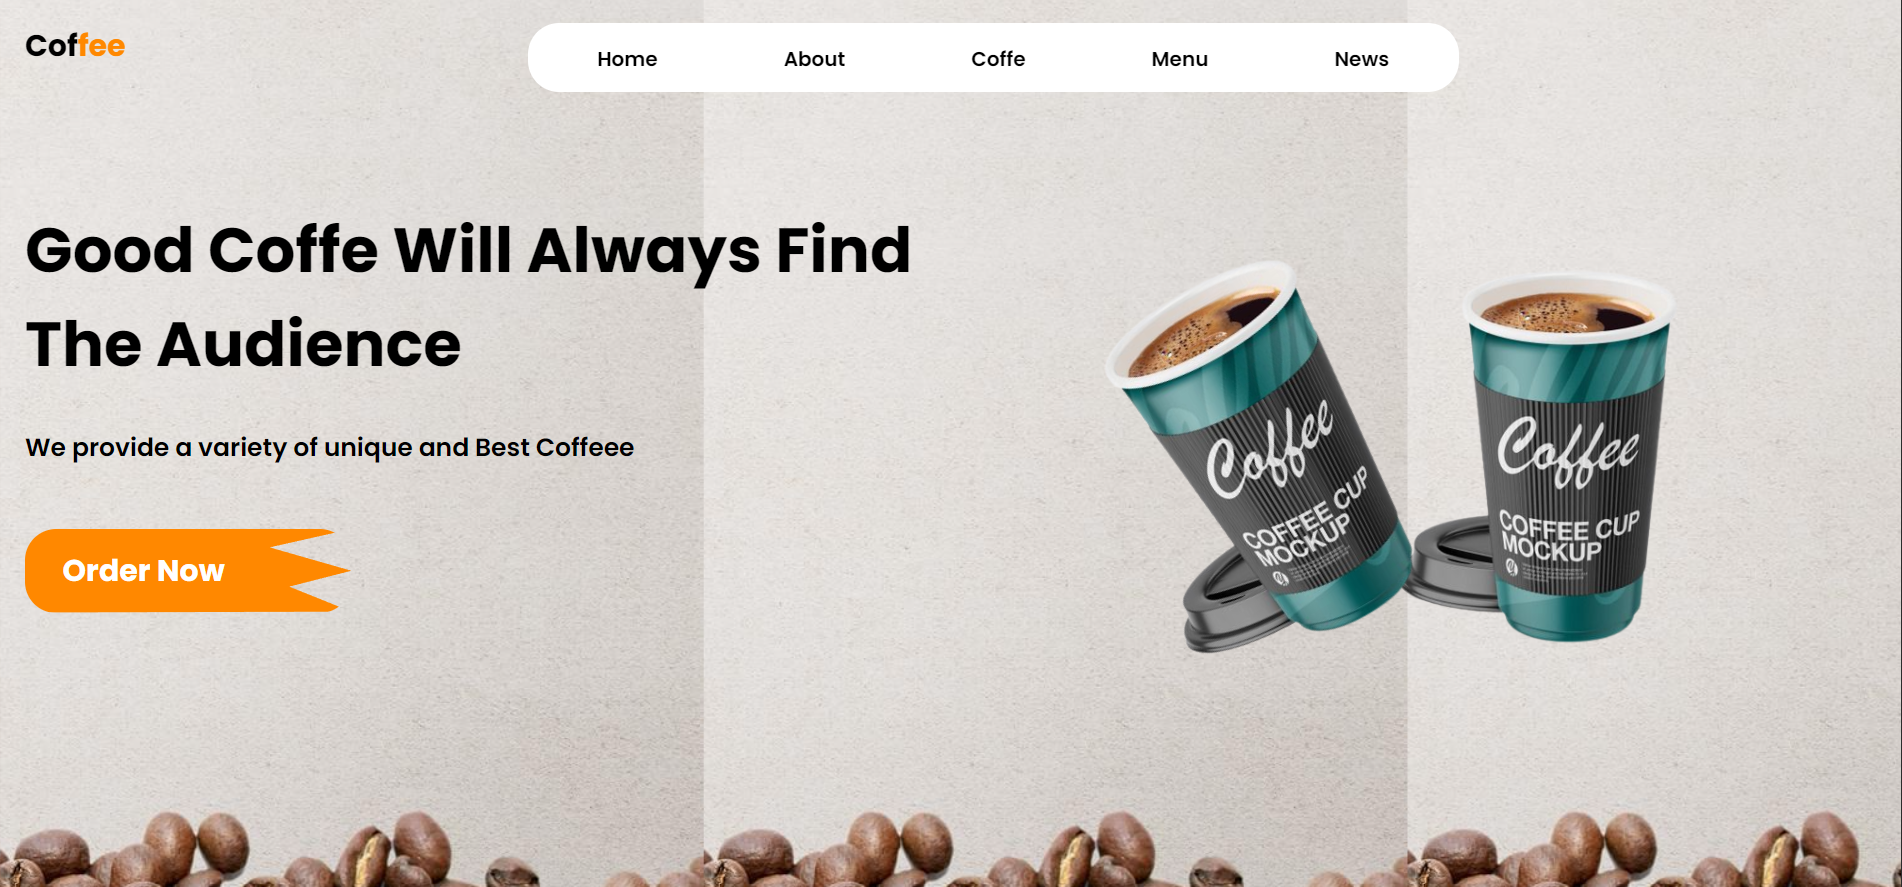 Coffee
Home About Coffe Menu News
Good Coffe Will Always Find
The Audience
We provide a variety of unique and Best Coffeee
Order Now
Coffee
COFFEE CUP
MOCKUP
Coffee
COFFEE CUP
MOCKUP